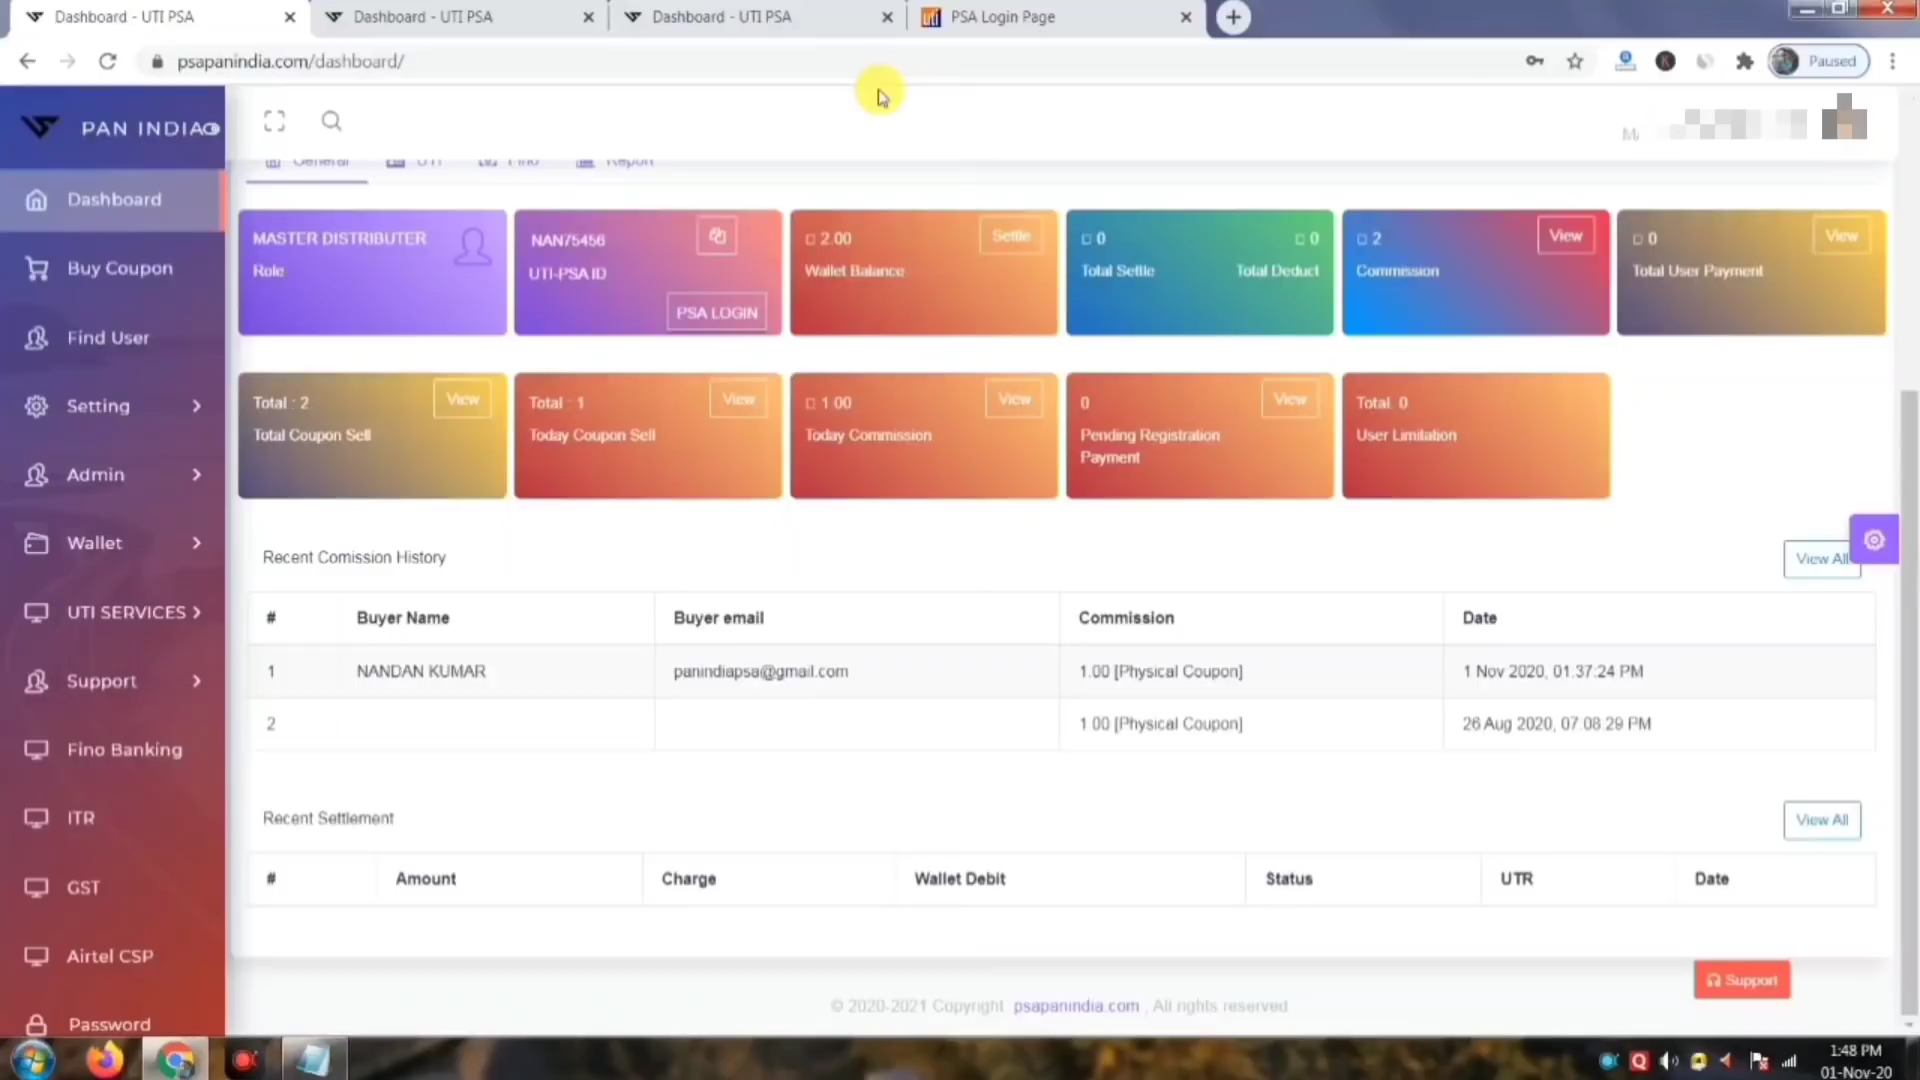 Dashboard - UTI PSA
Dashboard - UTI PSA
Dashboard - UTI PSA
PSA Login Page
psapanindia.com/dashboard/
Paused
PAN INDIA
Dashboard
Buy Coupon
Find User
Setting
Admin
Wallet
UTI SERVICES
Support
Fino Banking
ITR
GST
Airtel CSP
Password
General
UTI
Fino
Report
MASTER DISTRIBUTER
Role
NAN75456
UTI-PSA ID
PSA LOGIN
2.00
Settle
Wallet Balance
0
0
Total Settle
Total Deduct
2
View
Commission
0
View
Total User Payment
Total : 2
View
Total Coupon Sell
Total : 1
View
Today Coupon Sell
1.00
View
Today Commission
0
View
Pending Registration
Payment
Total. 0
User Limitation
Recent Comission History
View All
# Buyer Name Buyer email Commission Date
1 NANDAN KUMAR panindiapsa@gmail.com 1.00 [Physical Coupon] 1 Nov 2020, 01.37:24 PM
2 1.00 [Physical Coupon] 26 Aug 2020, 07:08:29 PM
Recent Settlement
View All
# Amount Charge Wallet Debit Status UTR Date
Support
© 2020-2021 Copyright psapanindia.com , All rights reserved
1:48 PM
01-Nov-20